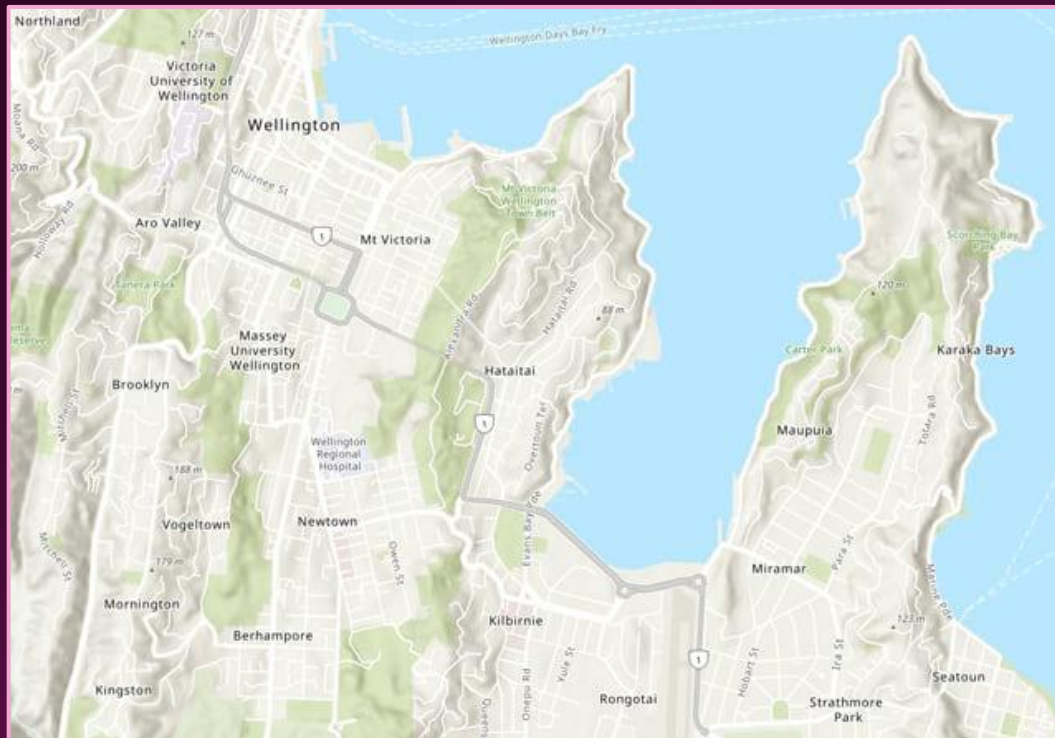 Northland
127 m
Wellington Days Bay Fry
Victoria
University of
Wellington
Moana Rd
Wellington
200 m
Ghuznee St
Mt Victoria
Wellington
Town Belt
Holloway Rd
Aro Valley
1
Mt Victoria
Scorching Bay
Park
Tanera Park
120 m
Hataitai Rd
88 m
Alexandra Rd
Massey
University
Wellington
Carter Park
Karaka Bays
Hataitai
Brooklyn
Mitchell St
1
Overtoun Ter
Totara Rd
Maupuia
Wellington
Regional
Hospital
188 m
Vogeltown
Newtown
Evans Bay Pde
Mitchell St
Owen St
Para St
179 m
Miramar
Marine Pde
Mornington
Kilbirnie
123 m
Berhampore
Yule St
1
Hobart St
Ira St
Seatoun
Kingston
Onepu Rd
Rongotai
Strathmore
Park
Queens